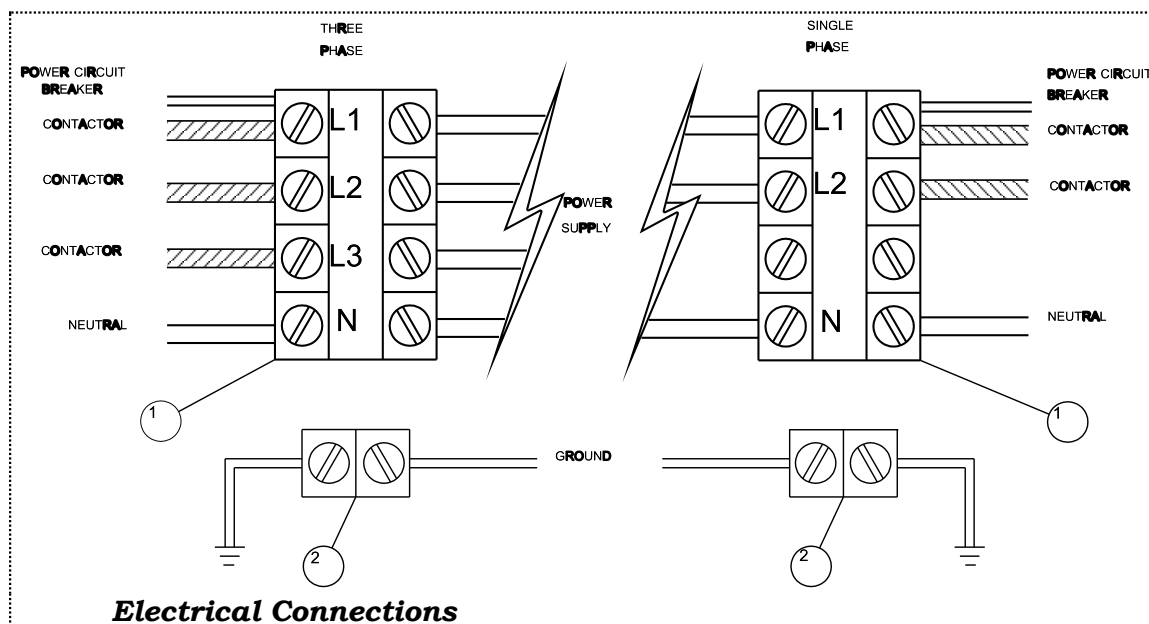 THREE
PHASE
SINGLE
PHASE
POWER CIRCUIT
BREAKER
CONTACTOR
CONTACTOR
CONTACTOR
NEUTRAL
L1
L2
L3
N
POWER
SUPPLY
L1
L2
N
POWER CIRCUIT
BREAKER
CONTACTOR
CONTACTOR
NEUTRAL
1
1
GROUND
2
2
Electrical Connections